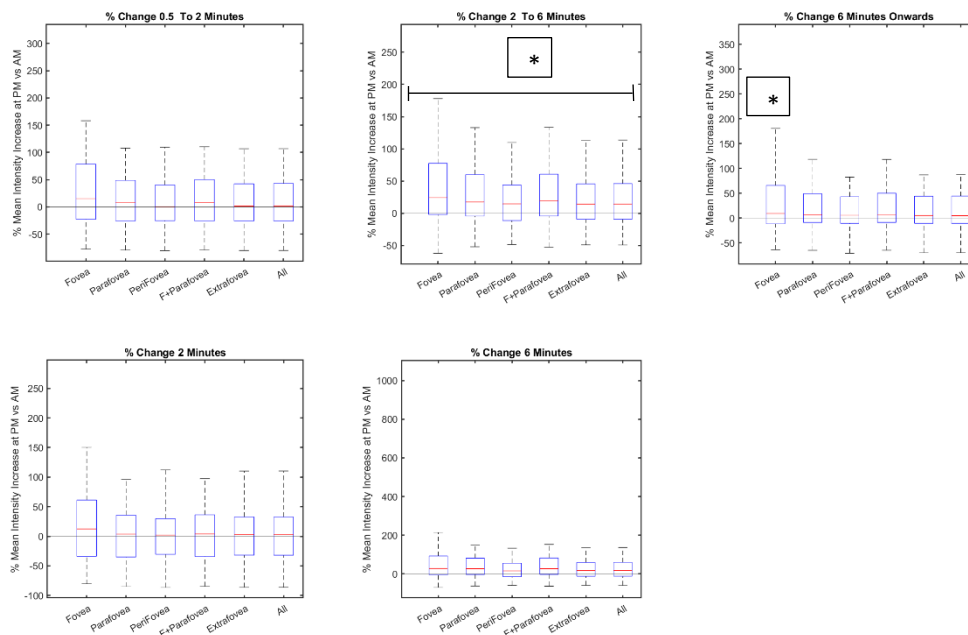 % Change 0.5 To 2 Minutes
% Mean Intensity Increase at PM vs AM
300
250
200
150
100
50
0
-50
Fovea
Parafovea
PeriFovea
F+Parafovea
Extrafovea
All
% Change 2 To 6 Minutes
% Mean Intensity Increase at PM vs AM
250
200
150
100
50
0
-50
*
Fovea
Parafovea
PeriFovea
F+Parafovea
Extrafovea
All
% Change 6 Minutes Onwards
% Mean Intensity Increase at PM vs AM
350
300
250
200
150
100
50
0
-50
*
Fovea
Parafovea
PeriFovea
F+Parafovea
Extrafovea
All
% Change 2 Minutes
% Mean Intensity Increase at PM vs AM
250
200
150
100
50
0
-50
-100
Fovea
Parafovea
PeriFovea
F+Parafovea
Extrafovea
All
% Change 6 Minutes
% Mean Intensity Increase at PM vs AM
1000
800
600
400
200
0
Fovea
Parafovea
PeriFovea
F+Parafovea
Extrafovea
All